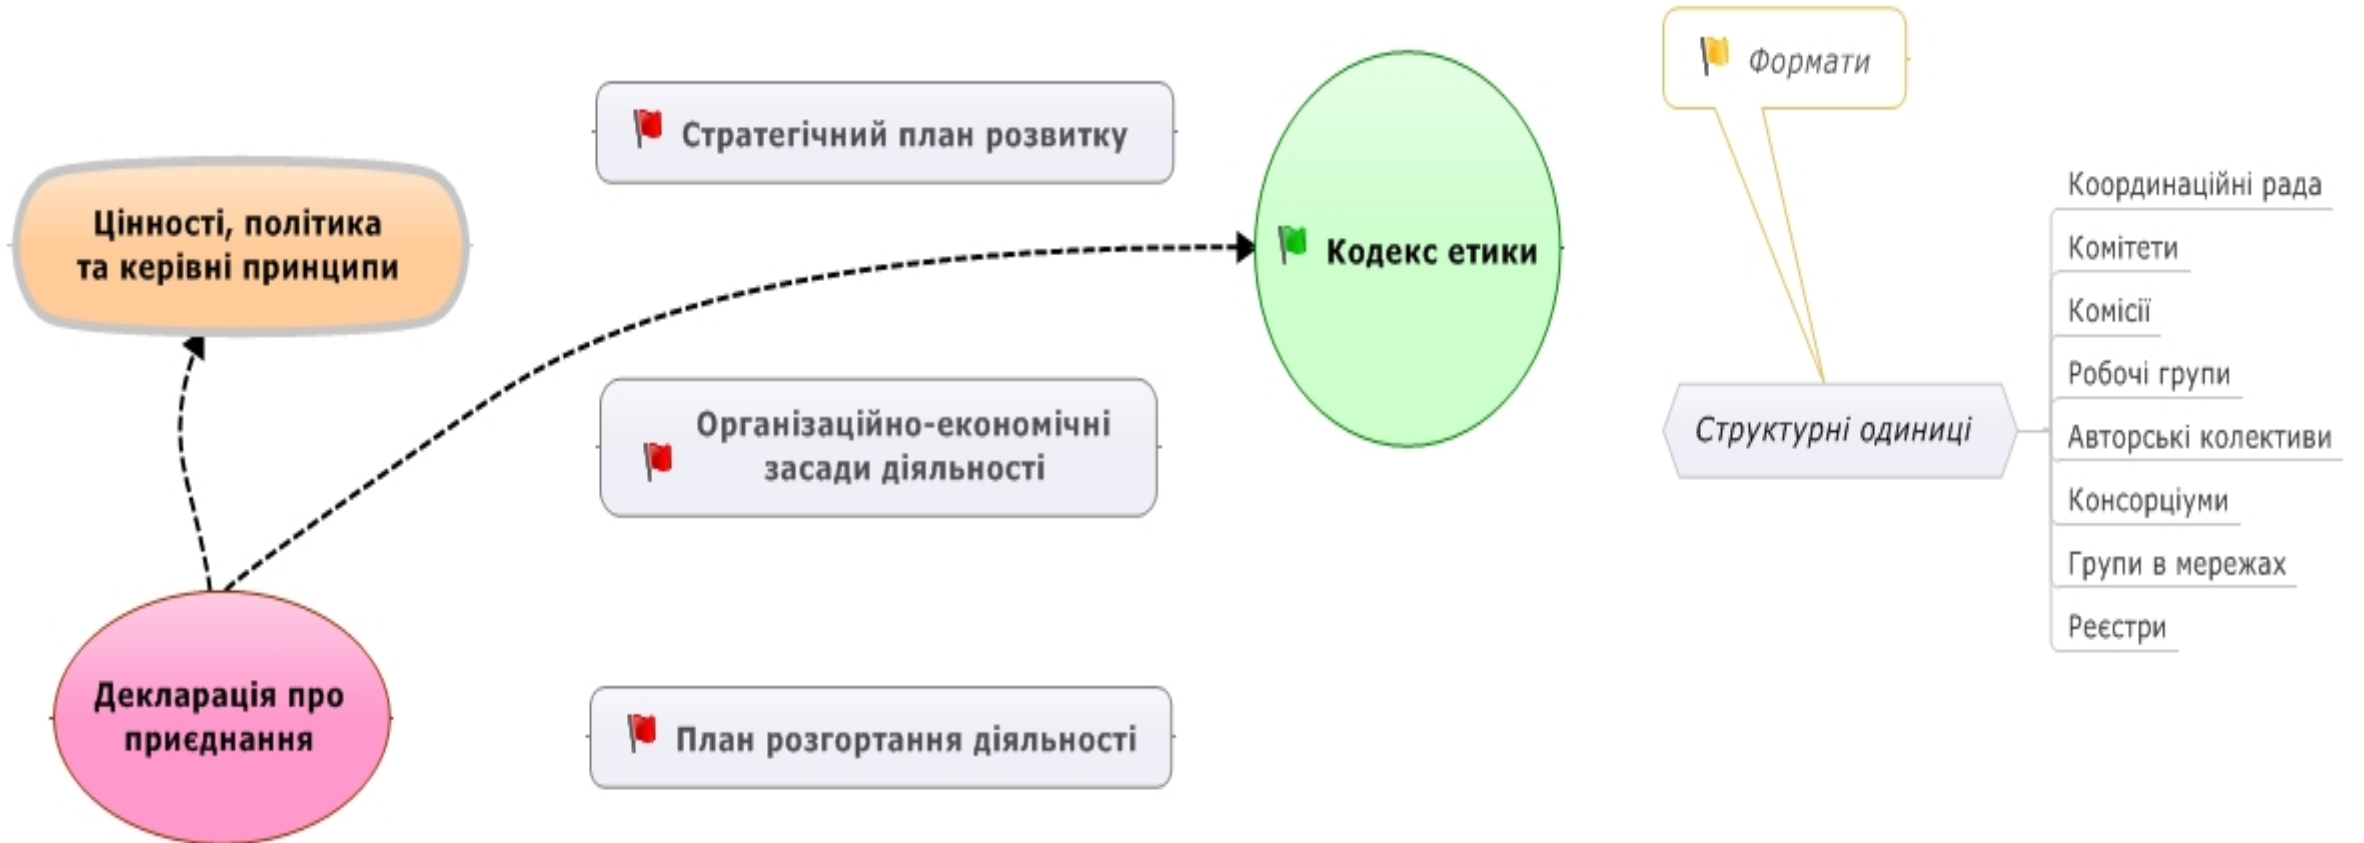 Цінності, політика
та керівні принципи
Декларація про
приєднання
Стратегічний план розвитку
Організаційно-економічні
засади діяльності
План розгортання діяльності
Кодекс етики
Формати
Структурні одиниці
Координаційні рада
Комітети
Комісії
Робочі групи
Авторські колективи
Консорціуми
Групи в мережах
Реєстри